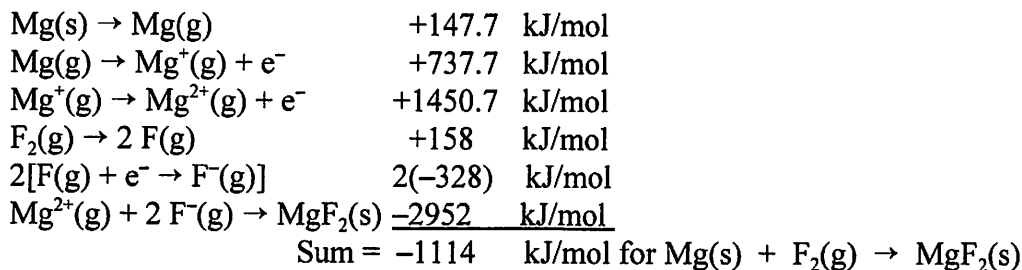 Mg(s) → Mg(g) +147.7 kJ/mol
Mg(g) → Mg⁺(g) + e⁻ +737.7 kJ/mol
Mg⁺(g) → Mg²⁺(g) + e⁻ +1450.7 kJ/mol
F₂(g) → 2 F(g) +158 kJ/mol
2[F(g) + e⁻ → F⁻(g)] 2(−328) kJ/mol
Mg²⁺(g) + 2 F⁻(g) → MgF₂(s) −2952 kJ/mol
Sum = −1114 kJ/mol for Mg(s) + F₂(g) → MgF₂(s)